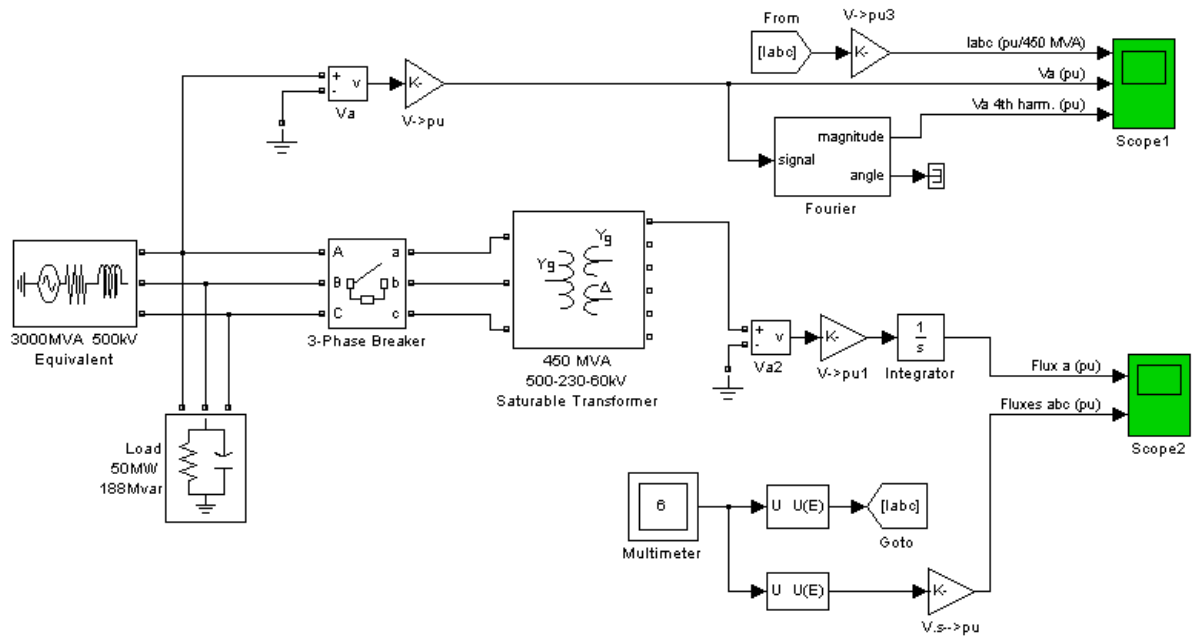 From
V->pu3
[Iabc]
K-
Iabc (pu/450 MVA)
Va (pu)
Va 4th harm. (pu)
Scope1
+
-
v
Va
K-
V->pu
signal
magnitude
angle
Fourier
3000MVA 500kV
Equivalent
A
B
C
a
b
c
3-Phase Breaker
Yg
Yg
Δ
450 MVA
500-230-60kV
Saturable Transformer
+
-
v
Va2
K-
V->pu1
1
s
Integrator
Flux a (pu)
Fluxes abc (pu)
Scope2
Load
50MW
188Mvar
6
Multimeter
U U(E)
[Iabc]
Goto
U U(E)
K-
V.s-->pu